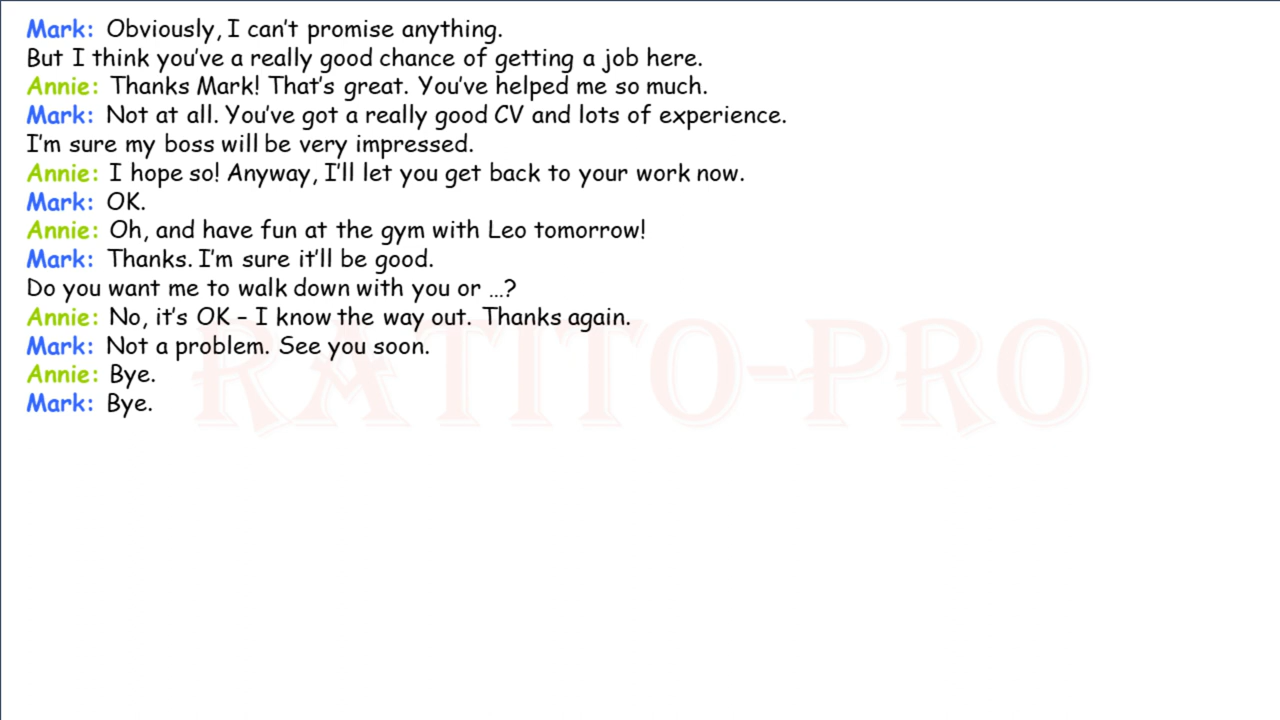 Mark: Obviously, I can't promise anything.
But I think you've a really good chance of getting a job here.
Annie: Thanks Mark! That's great. You've helped me so much.
Mark: Not at all. You've got a really good CV and lots of experience.
I'm sure my boss will be very impressed.
Annie: I hope so! Anyway, I'll let you get back to your work now.
Mark: OK.
Annie: Oh, and have fun at the gym with Leo tomorrow!
Mark: Thanks. I'm sure it'll be good.
Do you want me to walk down with you or …?
Annie: No, it's OK – I know the way out. Thanks again.
Mark: Not a problem. See you soon.
Annie: Bye.
Mark: Bye.
RATITO-PRO